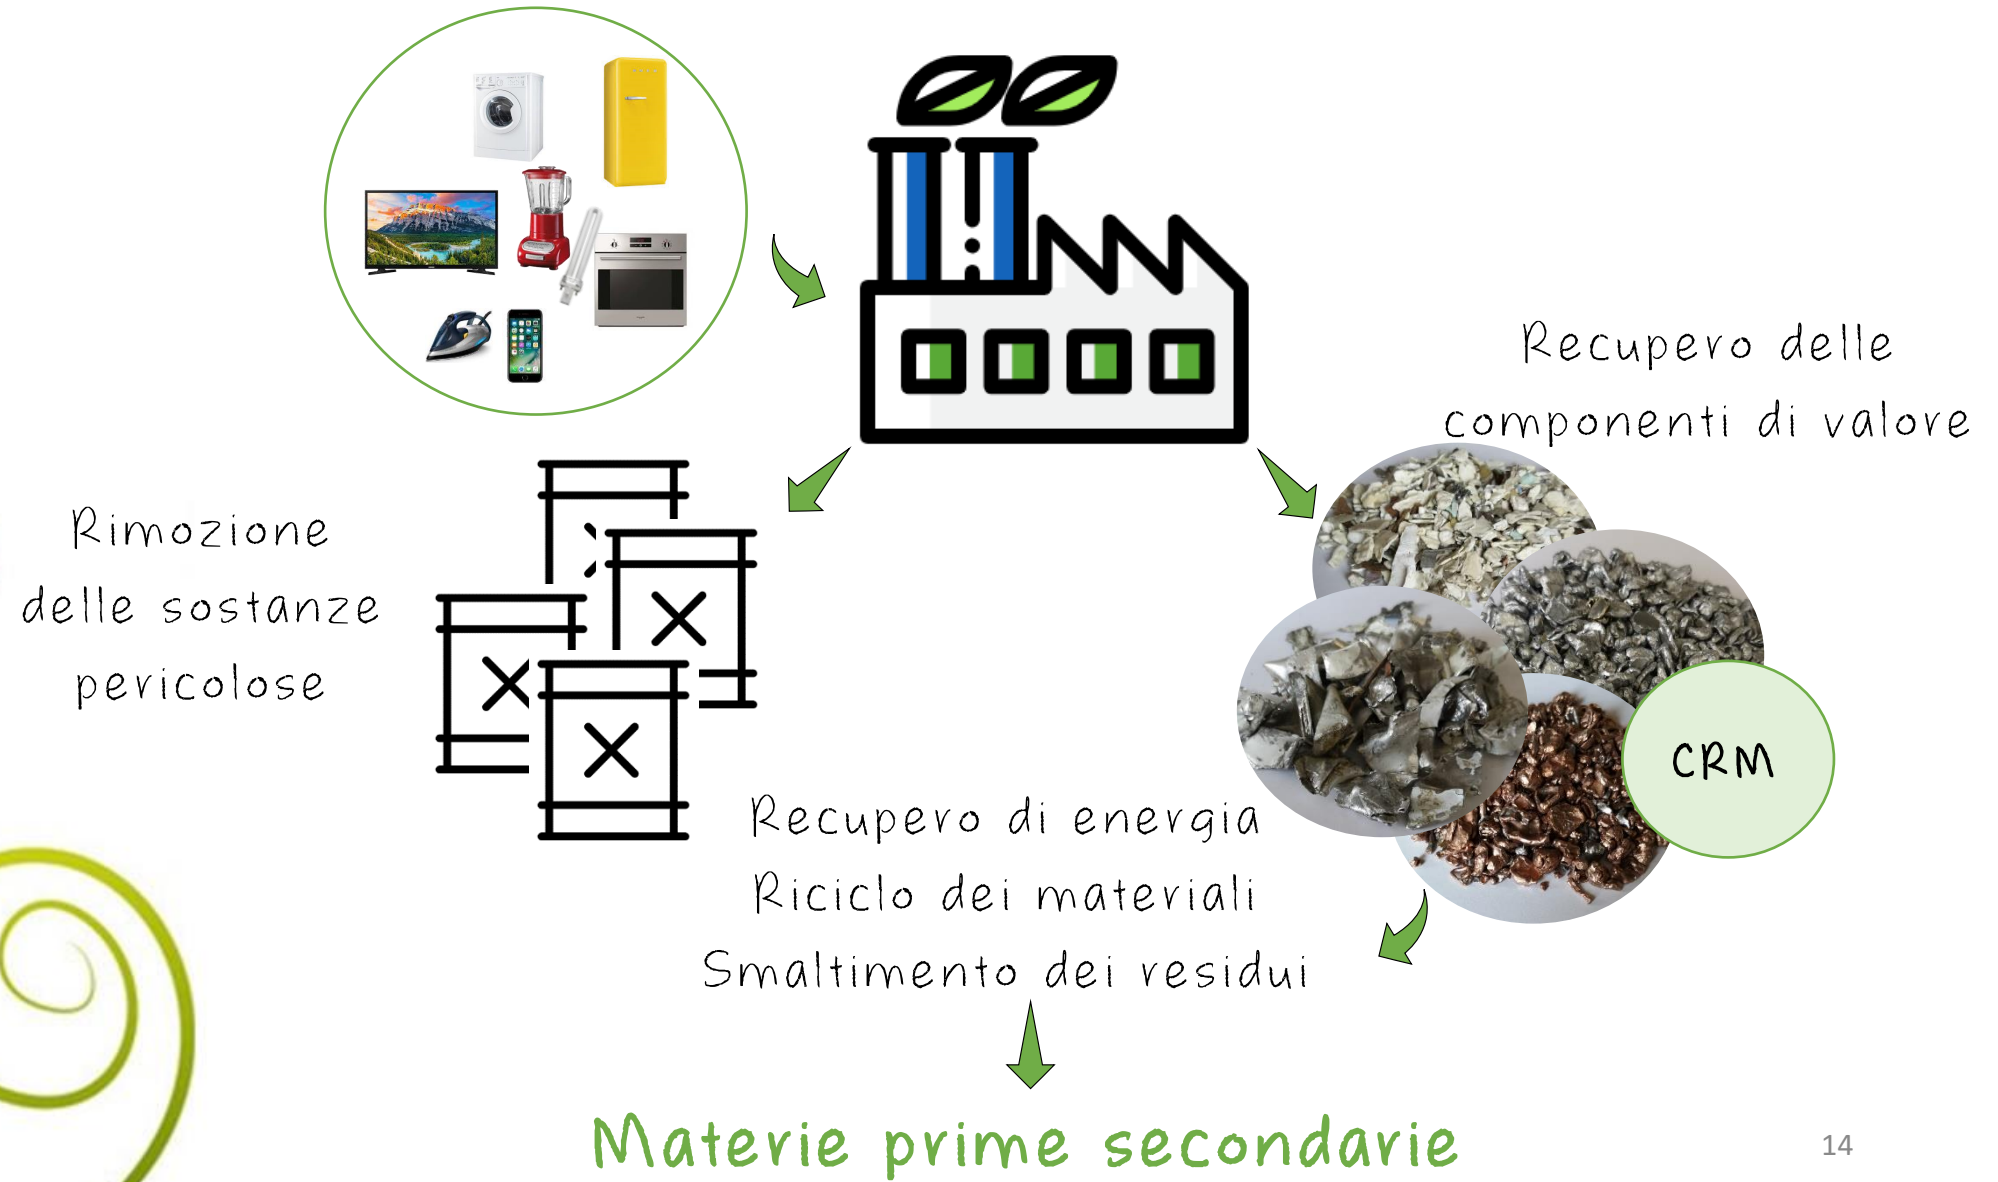 Recupero delle
componenti di valore
Rimozione
delle sostanze
pericolose
CRM
Recupero di energia
Riciclo dei materiali
Smaltimento dei residui
Materie prime secondarie
14